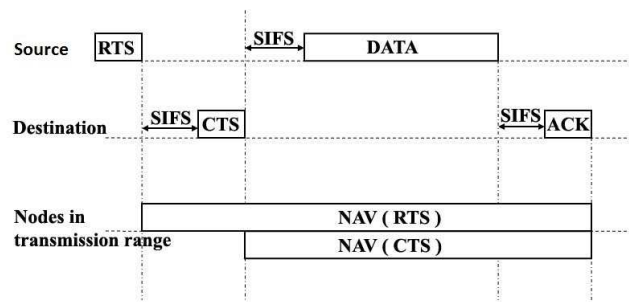 SIFS
Source RTS DATA
SIFS SIFS
Destination CTS ACK
Nodes in NAV ( RTS )
transmission range
NAV ( CTS )